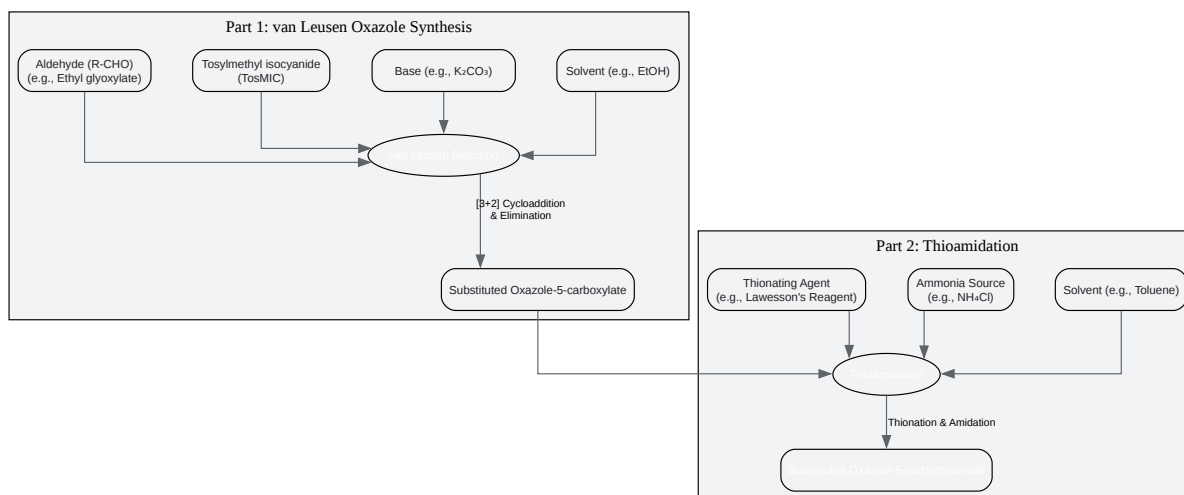 Part 1: van Leusen Oxazole Synthesis
Aldehyde (R-CHO)
(e.g., Ethyl glyoxylate)
Tosylmethyl isocyanide
(TosMIC)
Base (e.g., K₂CO₃)
Solvent (e.g., EtOH)
van Leusen Reaction
[3+2] Cycloaddition
& Elimination
Substituted Oxazole-5-carboxylate
Part 2: Thioamidation
Thionating Agent
(e.g., Lawesson's Reagent)
Ammonia Source
(e.g., NH₄Cl)
Solvent (e.g., Toluene)
Thioamidation
Thionation & Amidation
Substituted Oxazole-5-carbothioamide